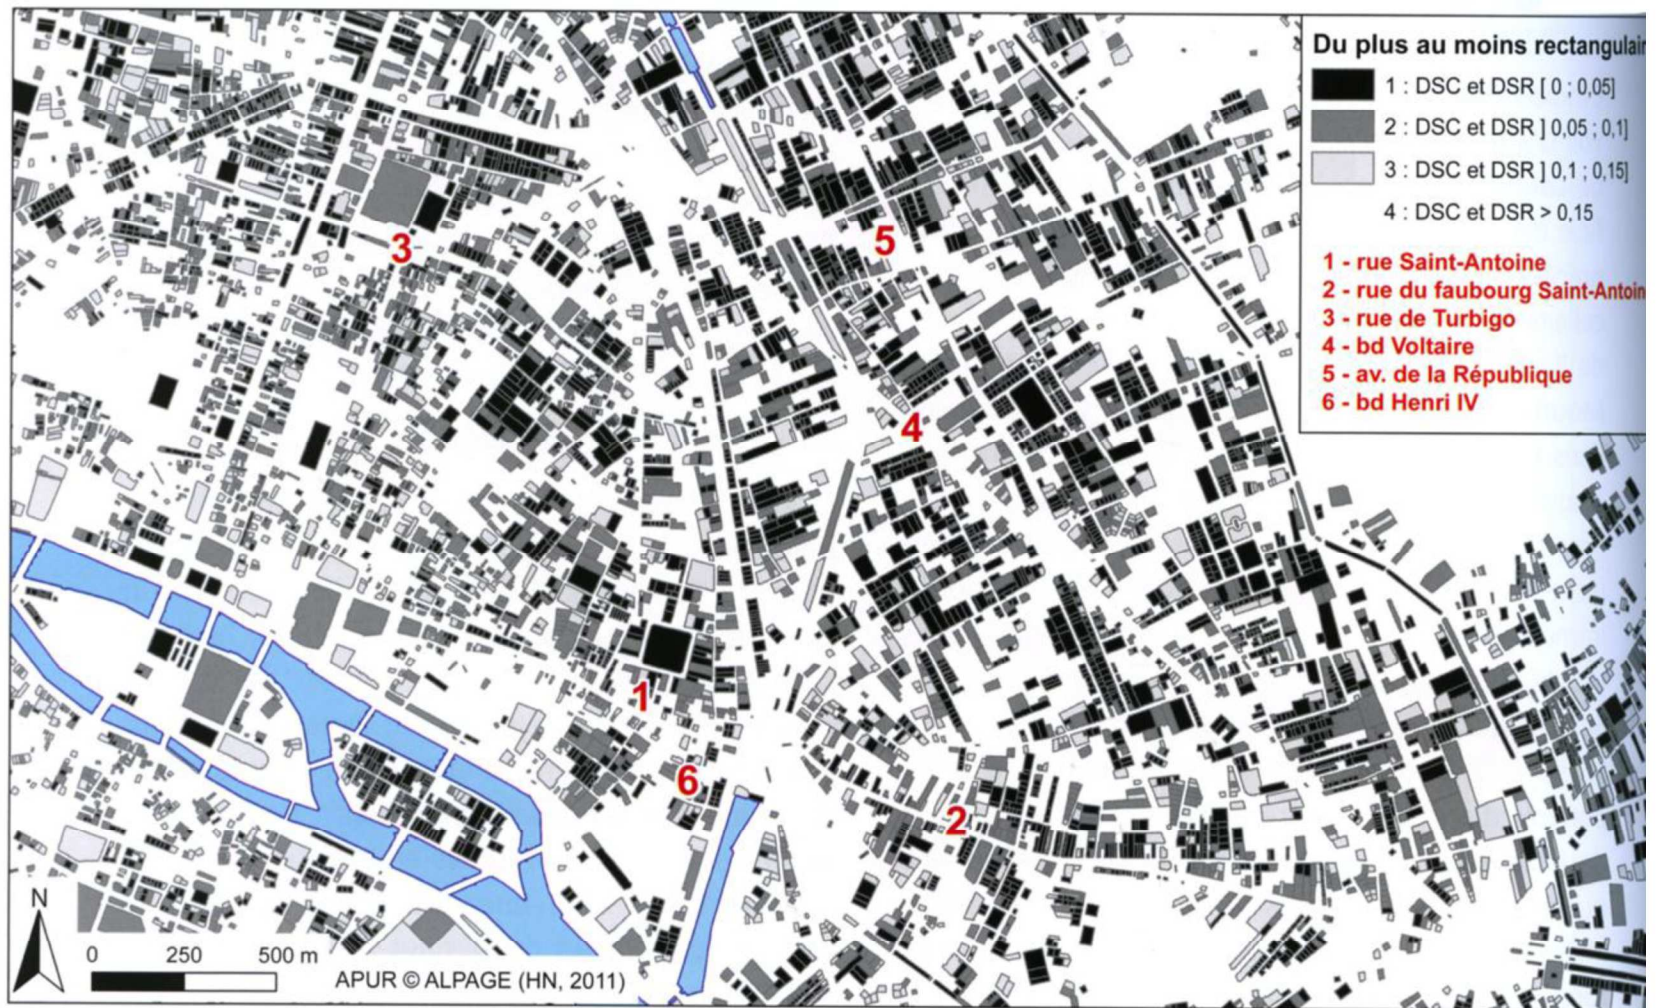 Du plus au moins rectangulair
1 : DSC et DSR [ 0 ; 0,05]
2 : DSC et DSR ] 0,05 ; 0,1]
3 : DSC et DSR ] 0,1 ; 0,15]
4 : DSC et DSR > 0,15
1 - rue Saint-Antoine
2 - rue du faubourg Saint-Antoin
3 - rue de Turbigo
4 - bd Voltaire
5 - av. de la République
6 - bd Henri IV
3
5
4
1
6
2
N
0 250 500 m
APUR © ALPAGE (HN, 2011)